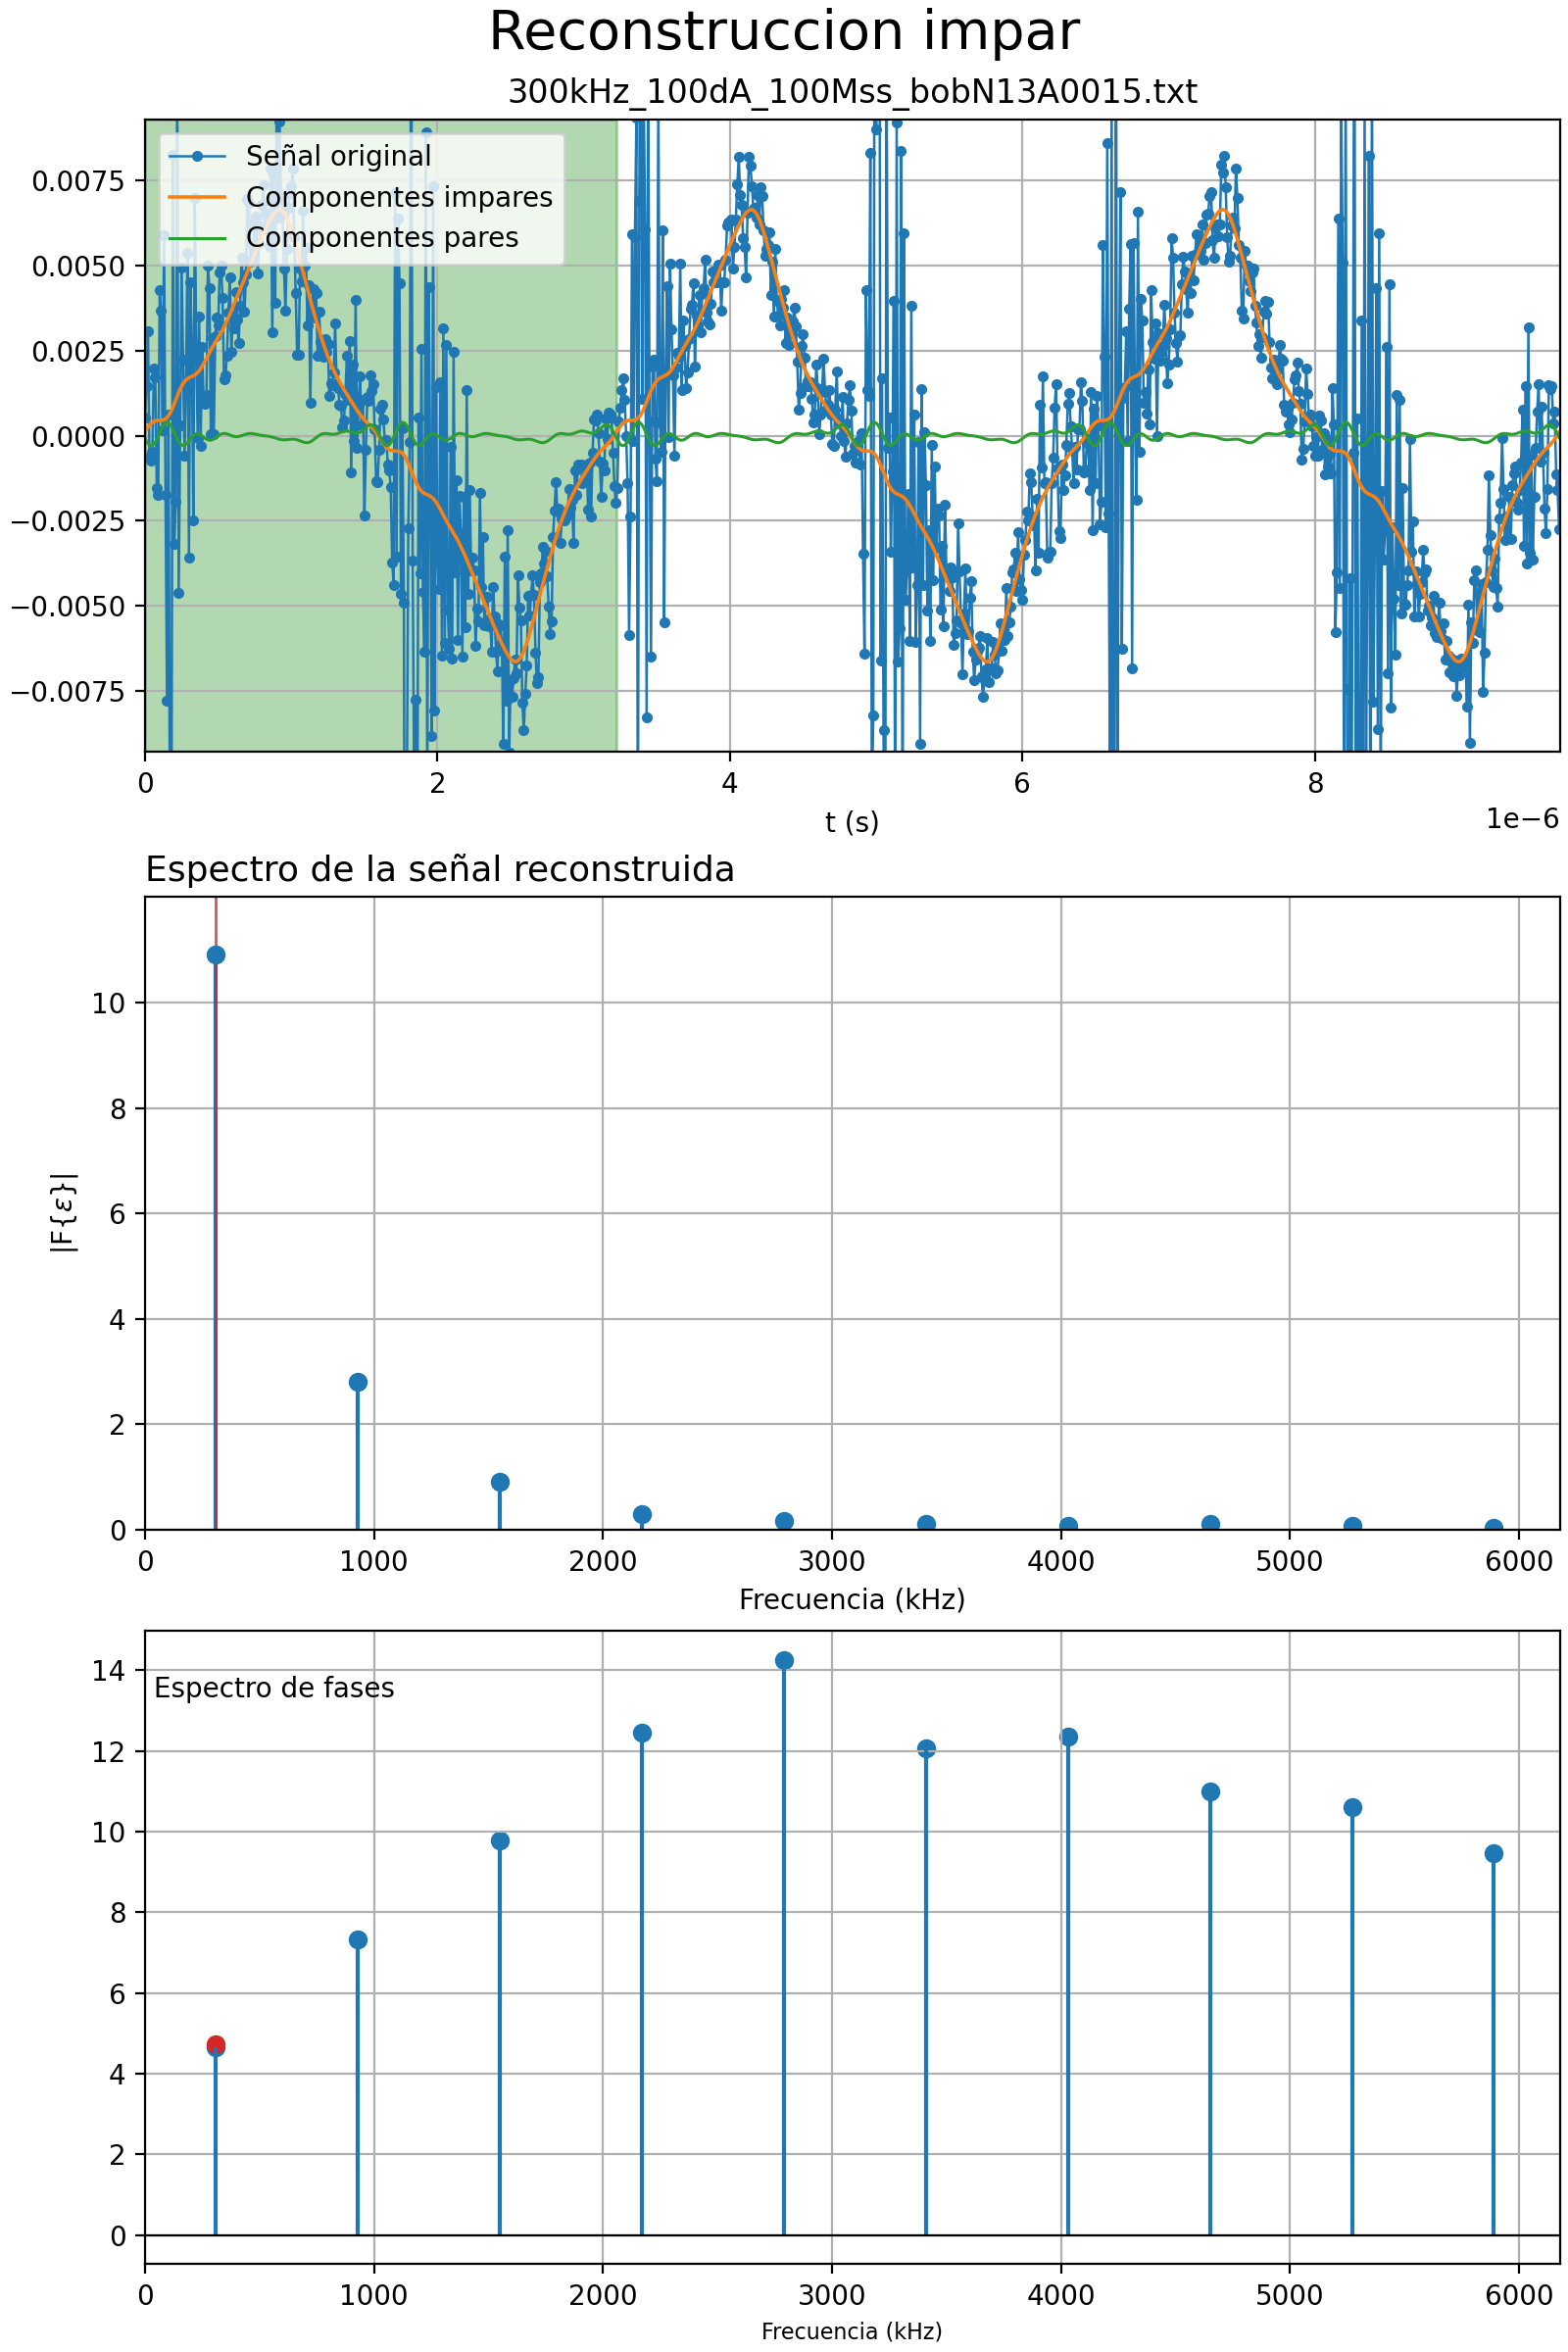 Reconstruccion impar
300kHz_100dA_100Mss_bobN13A0015.txt
Señal original
Componentes impares
Componentes pares
0.0075
0.0050
0.0025
0.0000
−0.0025
−0.0050
−0.0075
0 2 4 6 8
1e−6
t (s)
Espectro de la señal reconstruida
10
8
6
4
2
0
|F{ε}|
0 1000 2000 3000 4000 5000 6000
Frecuencia (kHz)
Espectro de fases
14
12
10
8
6
4
2
0
0 1000 2000 3000 4000 5000 6000
Frecuencia (kHz)